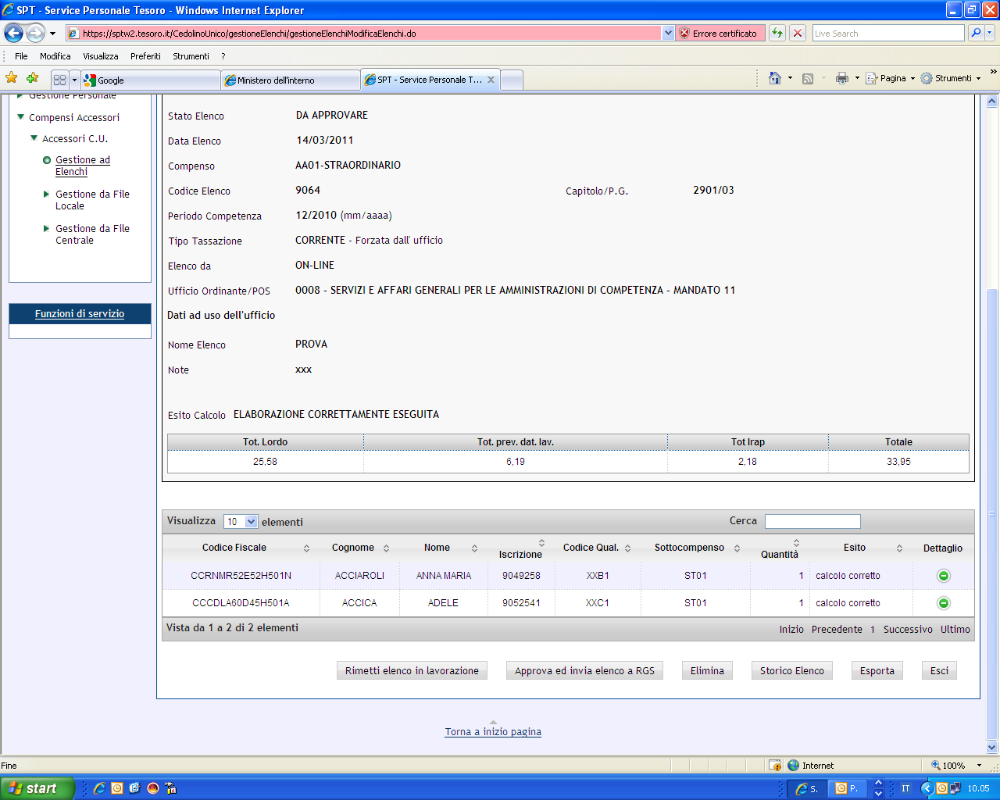 SPT - Service Personale Tesoro - Windows Internet Explorer
https://sptw2.tesoro.it/CedolinoUnico/gestioneElenchi/gestioneElenchiModificaElenchi.do
Errore certificato
Live Search
File Modifica Visualizza Preferiti Strumenti ?
Google
Ministero dell'interno
SPT - Service Personale T...
Pagina
Strumenti
Gestione Personale
Compensi Accessori
Accessori C.U.
Gestione ad
Elenchi
Gestione da File
Locale
Gestione da File
Centrale
Funzioni di servizio
Stato Elenco DA APPROVARE
Data Elenco 14/03/2011
Compenso AA01-STRAORDINARIO
Codice Elenco 9064 Capitolo/P.G. 2901/03
Periodo Competenza 12/2010 (mm/aaaa)
Tipo Tassazione CORRENTE - Forzata dall' ufficio
Elenco da ON-LINE
Ufficio Ordinante/POS 0008 - SERVIZI E AFFARI GENERALI PER LE AMMINISTRAZIONI DI COMPETENZA - MANDATO 11
Dati ad uso dell'ufficio
Nome Elenco PROVA
Note xxx
Esito Calcolo ELABORAZIONE CORRETTAMENTE ESEGUITA
Tot. Lordo Tot. prev. dat. lav. Tot Irap Totale
25,58 6,19 2,18 33,95
Visualizza 10 elementi Cerca
Codice Fiscale Cognome Nome Iscrizione Codice Qual. Sottocompenso Quantità Esito Dettaglio
CCRNMR52E52H501N ACCIAROLI ANNA MARIA 9049258 XXB1 ST01 1 calcolo corretto
CCCDLA60D45H501A ACCICA ADELE 9052541 XXC1 ST01 1 calcolo corretto
Vista da 1 a 2 di 2 elementi Inizio Precedente 1 Successivo Ultimo
Rimetti elenco in lavorazione Approva ed invia elenco a RGS Elimina Storico Elenco Esporta Esci
Torna a inizio pagina
Fine Internet 100%
start S. P. IT 10.05